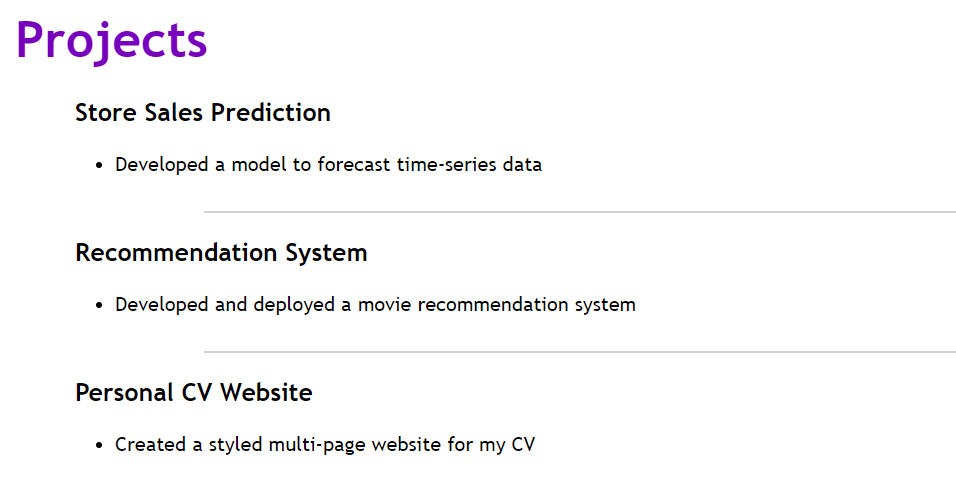 Projects
Store Sales Prediction
• Developed a model to forecast time-series data
Recommendation System
• Developed and deployed a movie recommendation system
Personal CV Website
• Created a styled multi-page website for my CV